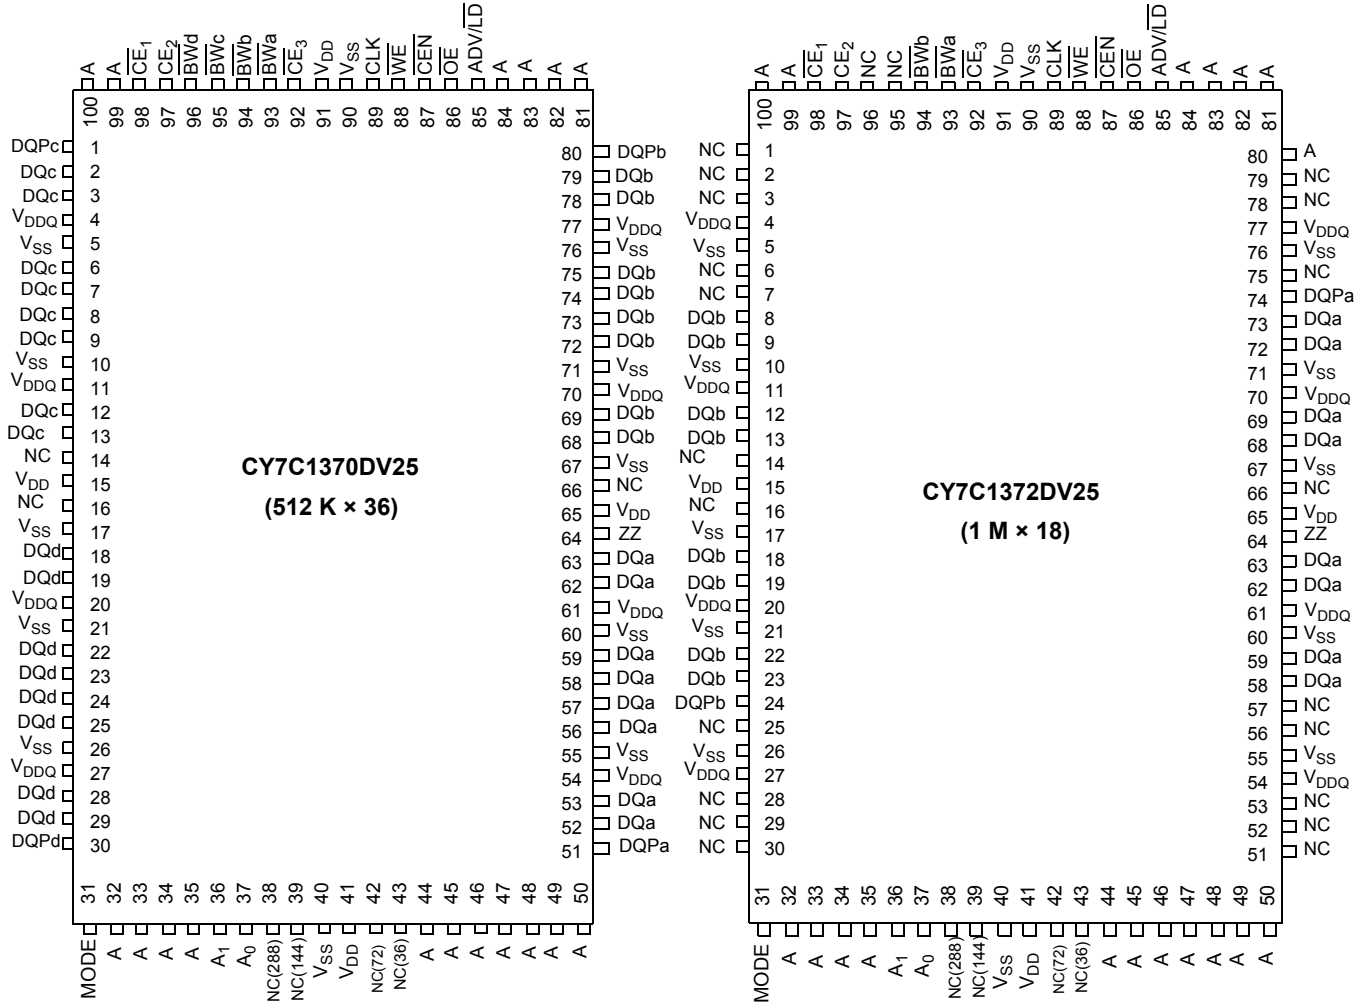 A A CE1 CE2 BWd BWc BWb BWa CE3 VDD VSS CLK WE CEN OE ADV/LD A A A A
100 99 98 97 96 95 94 93 92 91 90 89 88 87 86 85 84 83 82 81
DQPc 1
DQc 2
DQc 3
VDDQ 4
VSS 5
DQc 6
DQc 7
DQc 8
DQc 9
VSS 10
VDDQ 11
DQc 12
DQc 13
NC 14
VDD 15
NC 16
VSS 17
DQd 18
DQd 19
VDDQ 20
VSS 21
DQd 22
DQd 23
DQd 24
DQd 25
VSS 26
VDDQ 27
DQd 28
DQd 29
DQPd 30
CY7C1370DV25
(512 K × 36)
80 DQPb
79 DQb
78 DQb
77 VDDQ
76 VSS
75 DQb
74 DQb
73 DQb
72 DQb
71 VSS
70 VDDQ
69 DQb
68 DQb
67 VSS
66 NC
65 VDD
64 ZZ
63 DQa
62 DQa
61 VDDQ
60 VSS
59 DQa
58 DQa
57 DQa
56 DQa
55 VSS
54 VDDQ
53 DQa
52 DQa
51 DQPa
31 32 33 34 35 36 37 38 39 40 41 42 43 44 45 46 47 48 49 50
MODE A A A A A1 A0 NC(288) NC(144) VSS VDD NC(72) NC(36) A A A A A A A
A A CE1 CE2 NC NC BWb BWa CE3 VDD VSS CLK WE CEN OE ADV/LD A A A A
100 99 98 97 96 95 94 93 92 91 90 89 88 87 86 85 84 83 82 81
NC 1
NC 2
NC 3
VDDQ 4
VSS 5
NC 6
NC 7
DQb 8
DQb 9
VSS 10
VDDQ 11
DQb 12
DQb 13
NC 14
VDD 15
NC 16
VSS 17
DQb 18
DQb 19
VDDQ 20
VSS 21
DQb 22
DQb 23
DQPb 24
NC 25
VSS 26
VDDQ 27
NC 28
NC 29
NC 30
CY7C1372DV25
(1 M × 18)
80 A
79 NC
78 NC
77 VDDQ
76 VSS
75 NC
74 DQPa
73 DQa
72 DQa
71 VSS
70 VDDQ
69 DQa
68 DQa
67 VSS
66 NC
65 VDD
64 ZZ
63 DQa
62 DQa
61 VDDQ
60 VSS
59 DQa
58 DQa
57 NC
56 NC
55 VSS
54 VDDQ
53 NC
52 NC
51 NC
31 32 33 34 35 36 37 38 39 40 41 42 43 44 45 46 47 48 49 50
MODE A A A A A1 A0 NC(288) NC(144) VSS VDD NC(72) NC(36) A A A A A A A